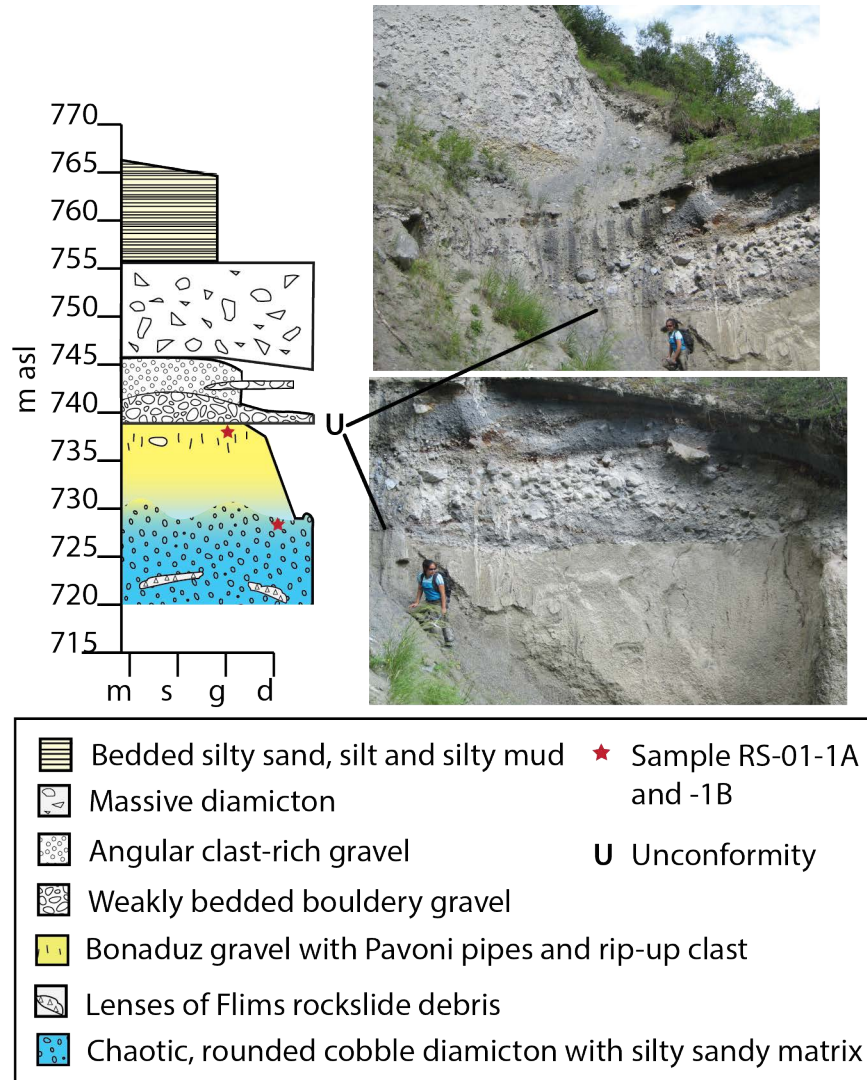 770
765
760
755
750
745
740
735
730
725
720
715
m asl
m s g d
U
Bedded silty sand, silt and silty mud
Massive diamicton
Angular clast-rich gravel
Weakly bedded bouldery gravel
Bonaduz gravel with Pavoni pipes and rip-up clast
Lenses of Flims rockslide debris
Chaotic, rounded cobble diamicton with silty sandy matrix
Sample RS-01-1A
and -1B
U Unconformity